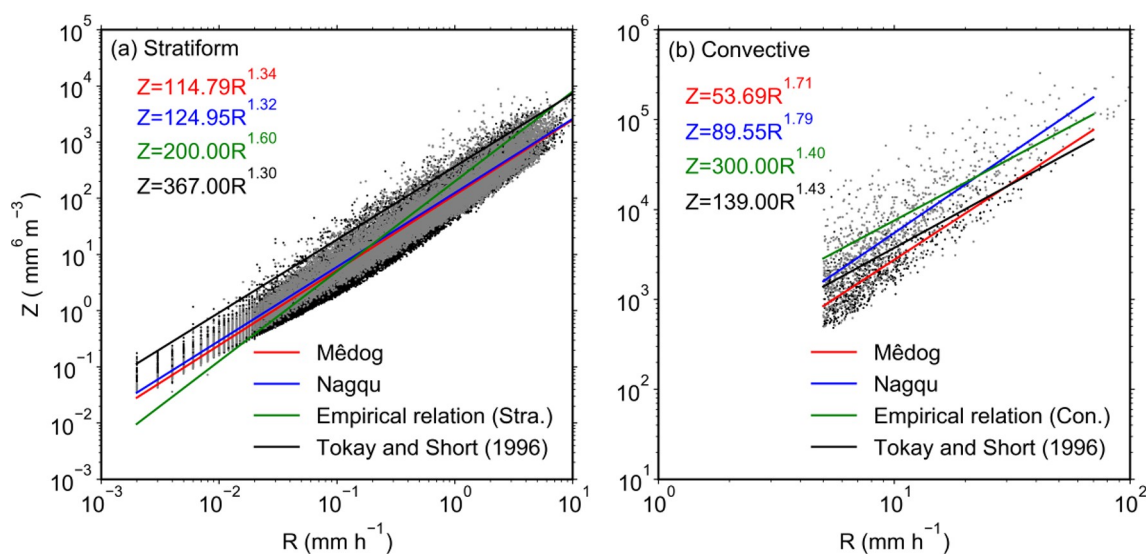 (a) Stratiform
Z=114.79R^1.34
Z=124.95R^1.32
Z=200.00R^1.60
Z=367.00R^1.30
Mêdog
Nagqu
Empirical relation (Stra.)
Tokay and Short (1996)
10^5
10^4
10^3
10^2
10^1
10^0
10^−1
10^−2
10^−3
Z ( mm^6 m^−3)
10^−3
10^−2
10^−1
10^0
10^1
R (mm h^−1)
(b) Convective
Z=53.69R^1.71
Z=89.55R^1.79
Z=300.00R^1.40
Z=139.00R^1.43
Mêdog
Nagqu
Empirical relation (Con.)
Tokay and Short (1996)
10^6
10^5
10^4
10^3
10^2
10^1
10^0
10^1
10^2
R (mm h^−1)